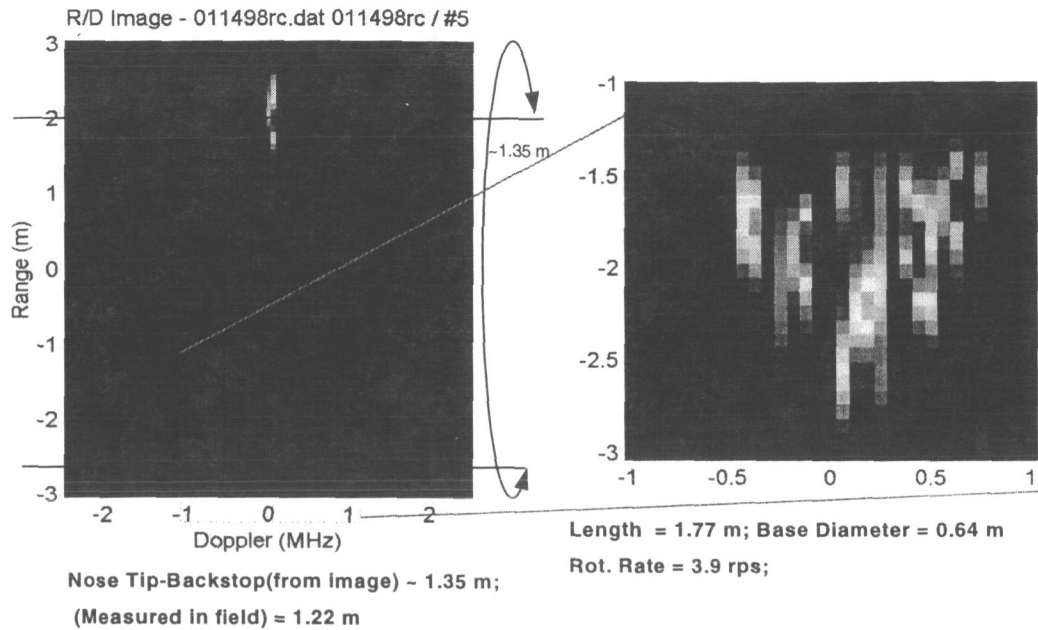 R/D Image - 011498rc.dat 011498rc / #5
3
2
1
0
-1
-2
-3
Range (m)
-2
-1
0
1
2
Doppler (MHz)
~1.35 m
-1
-1.5
-2
-2.5
-3
-1
-0.5
0
0.5
1
Length = 1.77 m; Base Diameter = 0.64 m
Rot. Rate = 3.9 rps;
Nose Tip-Backstop(from image) ~ 1.35 m;
(Measured in field) = 1.22 m